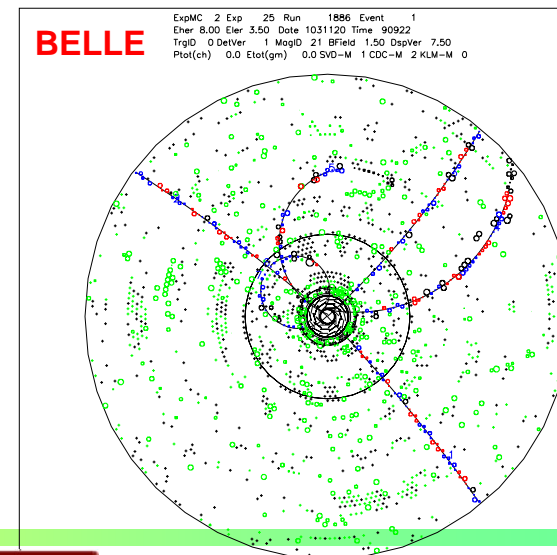 BELLE
ExpMC 2 Exp 25 Run 1886 Event 1
Eher 8.00 Eler 3.50 Date 1031120 Time 90922
TrgID 0 DetVer 1 MagID 21 BField 1.50 DspVer 7.50
Ptot(ch) 0.0 Etot(gm) 0.0 SVD-M 1 CDC-M 2 KLM-M 0